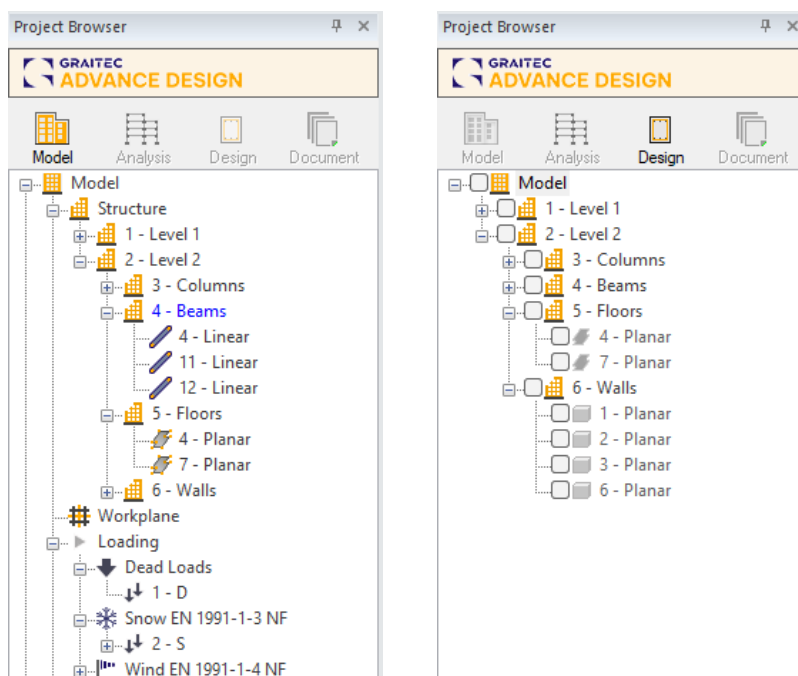 Project Browser
GRAITEC
ADVANCE DESIGN
Model Analysis Design Document
Model
Structure
1 - Level 1
2 - Level 2
3 - Columns
4 - Beams
4 - Linear
11 - Linear
12 - Linear
5 - Floors
4 - Planar
7 - Planar
6 - Walls
Workplane
Loading
Dead Loads
1 - D
Snow EN 1991-1-3 NF
2 - S
Wind EN 1991-1-4 NF
Project Browser
GRAITEC
ADVANCE DESIGN
Model Analysis Design Document
Model
1 - Level 1
2 - Level 2
3 - Columns
4 - Beams
5 - Floors
4 - Planar
7 - Planar
6 - Walls
1 - Planar
2 - Planar
3 - Planar
6 - Planar